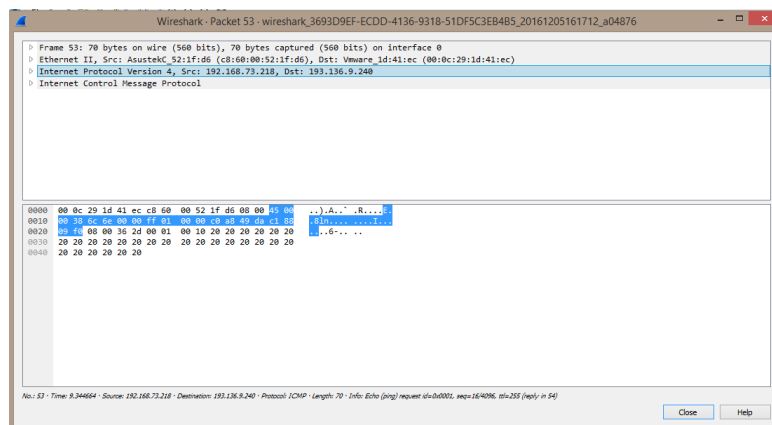 Wireshark · Packet 53 · wireshark_3693D9EF-ECDD-4136-9318-51DF5C3EB4B5_20161205161712_a04876
Frame 53: 70 bytes on wire (560 bits), 70 bytes captured (560 bits) on interface 0
Ethernet II, Src: AsustekC_52:1f:d6 (c8:60:00:52:1f:d6), Dst: Vmware_1d:41:ec (00:0c:29:1d:41:ec)
Internet Protocol Version 4, Src: 192.168.73.218, Dst: 193.136.9.240
Internet Control Message Protocol
0000 00 0c 29 1d 41 ec c8 60 00 52 1f d6 08 00 45 00 ..).A..` .R....E.
0010 00 38 6c 6e 00 00 ff 01 00 00 c0 a8 49 da c1 88 .8ln.... ....I...
0020 09 f0 08 00 36 2d 00 01 00 10 20 20 20 20 20 20 ....6-.. ..
0030 20 20 20 20 20 20 20 20 20 20 20 20 20 20 20 20
0040 20 20 20 20 20 20
No.: 53 · Time: 9.344664 · Source: 192.168.73.218 · Destination: 193.136.9.240 · Protocol: ICMP · Length: 70 · Info: Echo (ping) request id=0x0001, seq=16/4096, ttl=255 (reply in 54)
Close Help